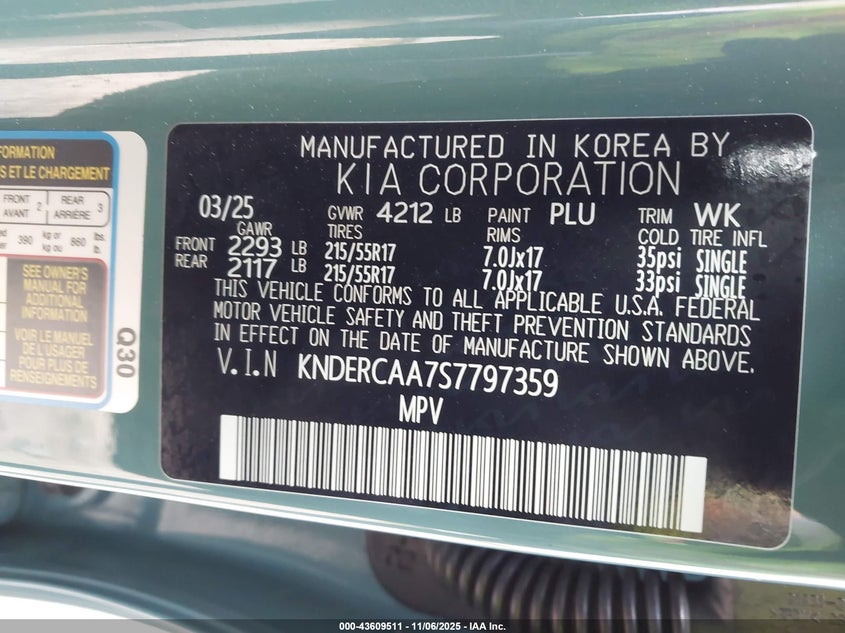 FORMATION
S ET LE CHARGEMENT
FRONT
AVANT 2
REAR
ARRIÈRE 3
390 kg or
kg ou 860 lbs.
lb.
SEE OWNER'S
MANUAL FOR
ADDITIONAL
INFORMATION
VOIR LE MANUEL
DE L'USAGER
POUR PLUS DE
RENSEIGNEMENTS
Q30
MANUFACTURED IN KOREA BY
KIA CORPORATION
03/25 GVWR 4212 LB PAINT PLU TRIM WK
GAWR TIRES RIMS COLD TIRE INFL
FRONT 2293 LB 215/55R17 7.0Jx17 35psi SINGLE
REAR 2117 LB 215/55R17 7.0Jx17 33psi SINGLE
THIS VEHICLE CONFORMS TO ALL APPLICABLE U.S.A. FEDERAL
MOTOR VEHICLE SAFETY AND THEFT PREVENTION STANDARDS
IN EFFECT ON THE DATE OF MANUFACTURE SHOWN ABOVE.
V.I.N KNDERCAA7S7797359
MPV
000-43609511 - 11/06/2025 - IAA Inc.